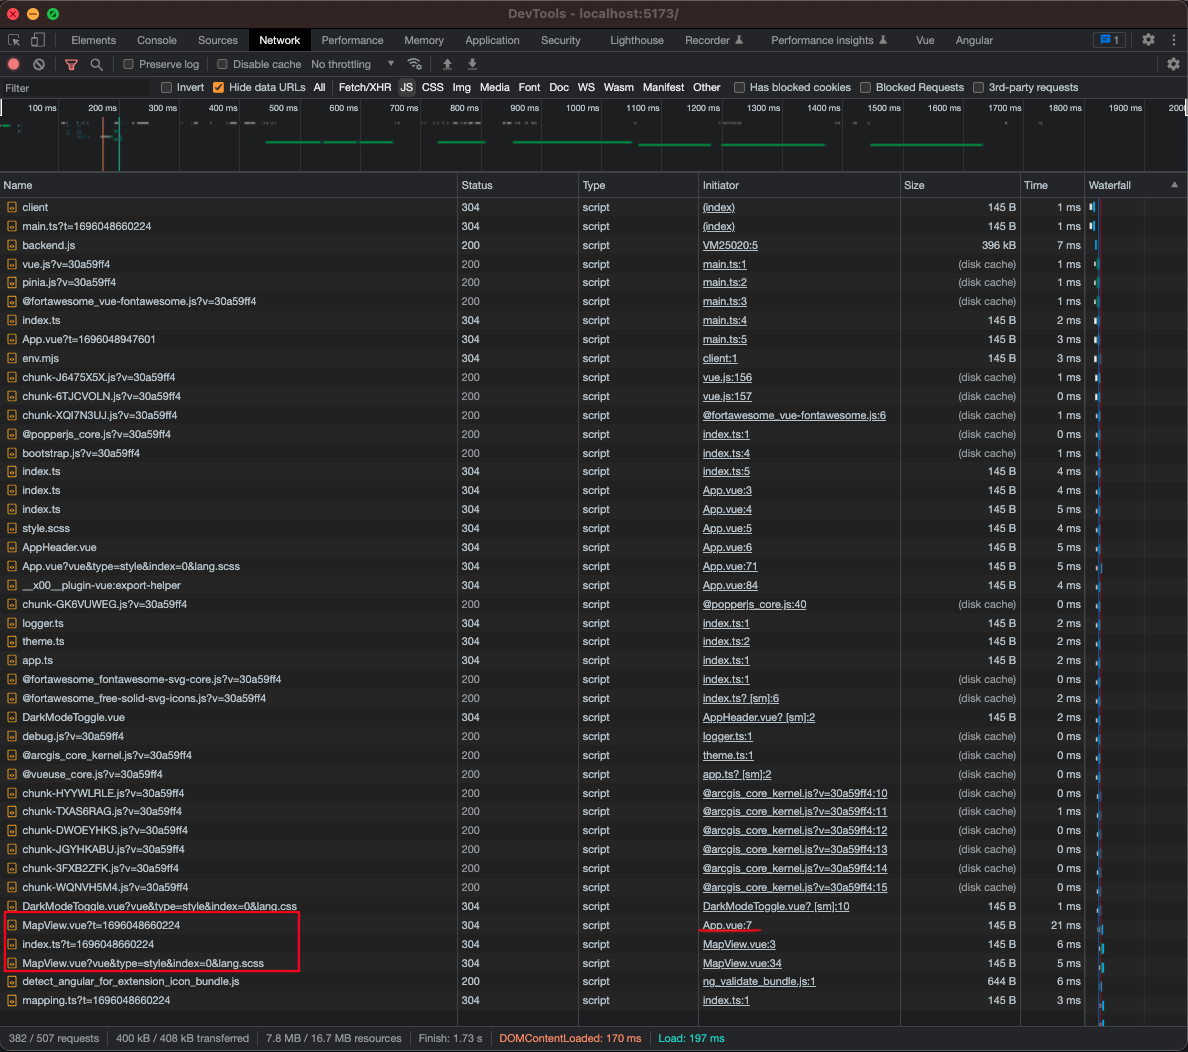 DevTools - localhost:5173/
Elements Console Sources Network Performance Memory Application Security Lighthouse Recorder Performance insights Vue Angular 1
Preserve log Disable cache No throttling
Filter Invert Hide data URLs All Fetch/XHR JS CSS Img Media Font Doc WS Wasm Manifest Other Has blocked cookies Blocked Requests 3rd-party requests
100 ms 200 ms 300 ms 400 ms 500 ms 600 ms 700 ms 800 ms 900 ms 1000 ms 1100 ms 1200 ms 1300 ms 1400 ms 1500 ms 1600 ms 1700 ms 1800 ms 1900 ms
Name Status Type Initiator Size Time Waterfall
client 304 script (index) 145 B 1 ms
main.ts?t=1696048660224 304 script (index) 145 B 1 ms
backend.js 200 script VM25020:5 396 kB 7 ms
vue.js?v=30a59ff4 200 script main.ts:1 (disk cache) 1 ms
pinia.js?v=30a59ff4 200 script main.ts:2 (disk cache) 1 ms
@fortawesome_vue-fontawesome.js?v=30a59ff4 200 script main.ts:3 (disk cache) 1 ms
index.ts 304 script main.ts:4 145 B 2 ms
App.vue?t=1696048947601 304 script main.ts:5 145 B 3 ms
env.mjs 304 script client:1 145 B 3 ms
chunk-J6475X5X.js?v=30a59ff4 200 script vue.js:156 (disk cache) 1 ms
chunk-6TJCVOLN.js?v=30a59ff4 200 script vue.js:157 (disk cache) 0 ms
chunk-XQI7N3UJ.js?v=30a59ff4 200 script @fortawesome_vue-fontawesome.js:6 (disk cache) 1 ms
@popperjs_core.js?v=30a59ff4 200 script index.ts:1 (disk cache) 0 ms
bootstrap.js?v=30a59ff4 200 script index.ts:4 (disk cache) 1 ms
index.ts 304 script index.ts:5 145 B 4 ms
index.ts 304 script App.vue:3 145 B 4 ms
index.ts 304 script App.vue:4 145 B 5 ms
style.scss 304 script App.vue:5 145 B 4 ms
AppHeader.vue 304 script App.vue:6 145 B 5 ms
App.vue?vue&type=style&index=0&lang.scss 304 script App.vue:71 145 B 5 ms
__x00__plugin-vue:export-helper 304 script App.vue:84 145 B 4 ms
chunk-GK6VUWEG.js?v=30a59ff4 200 script @popperjs_core.js:40 (disk cache) 0 ms
logger.ts 304 script index.ts:1 145 B 2 ms
theme.ts 304 script index.ts:2 145 B 2 ms
app.ts 304 script index.ts:1 145 B 2 ms
@fortawesome_fontawesome-svg-core.js?v=30a59ff4 200 script index.ts:1 (disk cache) 0 ms
@fortawesome_free-solid-svg-icons.js?v=30a59ff4 200 script index.ts? [sm]:6 (disk cache) 2 ms
DarkModeToggle.vue 304 script AppHeader.vue? [sm]:2 145 B 2 ms
debug.js?v=30a59ff4 200 script logger.ts:1 (disk cache) 0 ms
@arcgis_core_kernel.js?v=30a59ff4 200 script theme.ts:1 (disk cache) 0 ms
@vueuse_core.js?v=30a59ff4 200 script app.ts? [sm]:2 (disk cache) 0 ms
chunk-HYYWLRLE.js?v=30a59ff4 200 script @arcgis_core_kernel.js?v=30a59ff4:10 (disk cache) 0 ms
chunk-TXAS6RAG.js?v=30a59ff4 200 script @arcgis_core_kernel.js?v=30a59ff4:11 (disk cache) 1 ms
chunk-DWOEYHKS.js?v=30a59ff4 200 script @arcgis_core_kernel.js?v=30a59ff4:12 (disk cache) 0 ms
chunk-JGYHKABU.js?v=30a59ff4 200 script @arcgis_core_kernel.js?v=30a59ff4:13 (disk cache) 0 ms
chunk-3FXB2ZFK.js?v=30a59ff4 200 script @arcgis_core_kernel.js?v=30a59ff4:14 (disk cache) 0 ms
chunk-WQNVH5M4.js?v=30a59ff4 200 script @arcgis_core_kernel.js?v=30a59ff4:15 (disk cache) 0 ms
DarkModeToggle.vue?vue&type=style&index=0&lang.css 304 script DarkModeToggle.vue? [sm]:10 145 B 1 ms
MapView.vue?t=1696048660224 304 script App.vue:7 145 B 21 ms
index.ts?t=1696048660224 304 script MapView.vue:3 145 B 6 ms
MapView.vue?vue&type=style&index=0&lang.scss 304 script MapView.vue:34 145 B 5 ms
detect_angular_for_extension_icon_bundle.js 200 script ng_validate_bundle.js:1 644 B 6 ms
mapping.ts?t=1696048660224 304 script index.ts:1 145 B 3 ms
382 / 507 requests 400 kB / 408 kB transferred 7.8 MB / 16.7 MB resources Finish: 1.73 s DOMContentLoaded: 170 ms Load: 197 ms